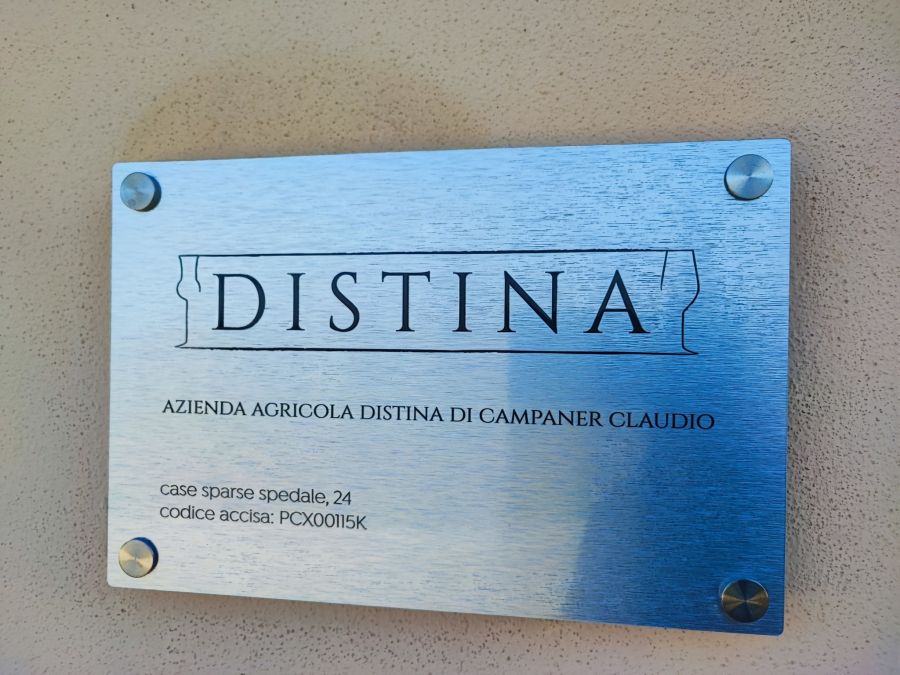 DISTINA
AZIENDA AGRICOLA DISTINA DI CAMPANER CLAUDIO
case sparse spedale, 24
codice accisa: PCX00115K